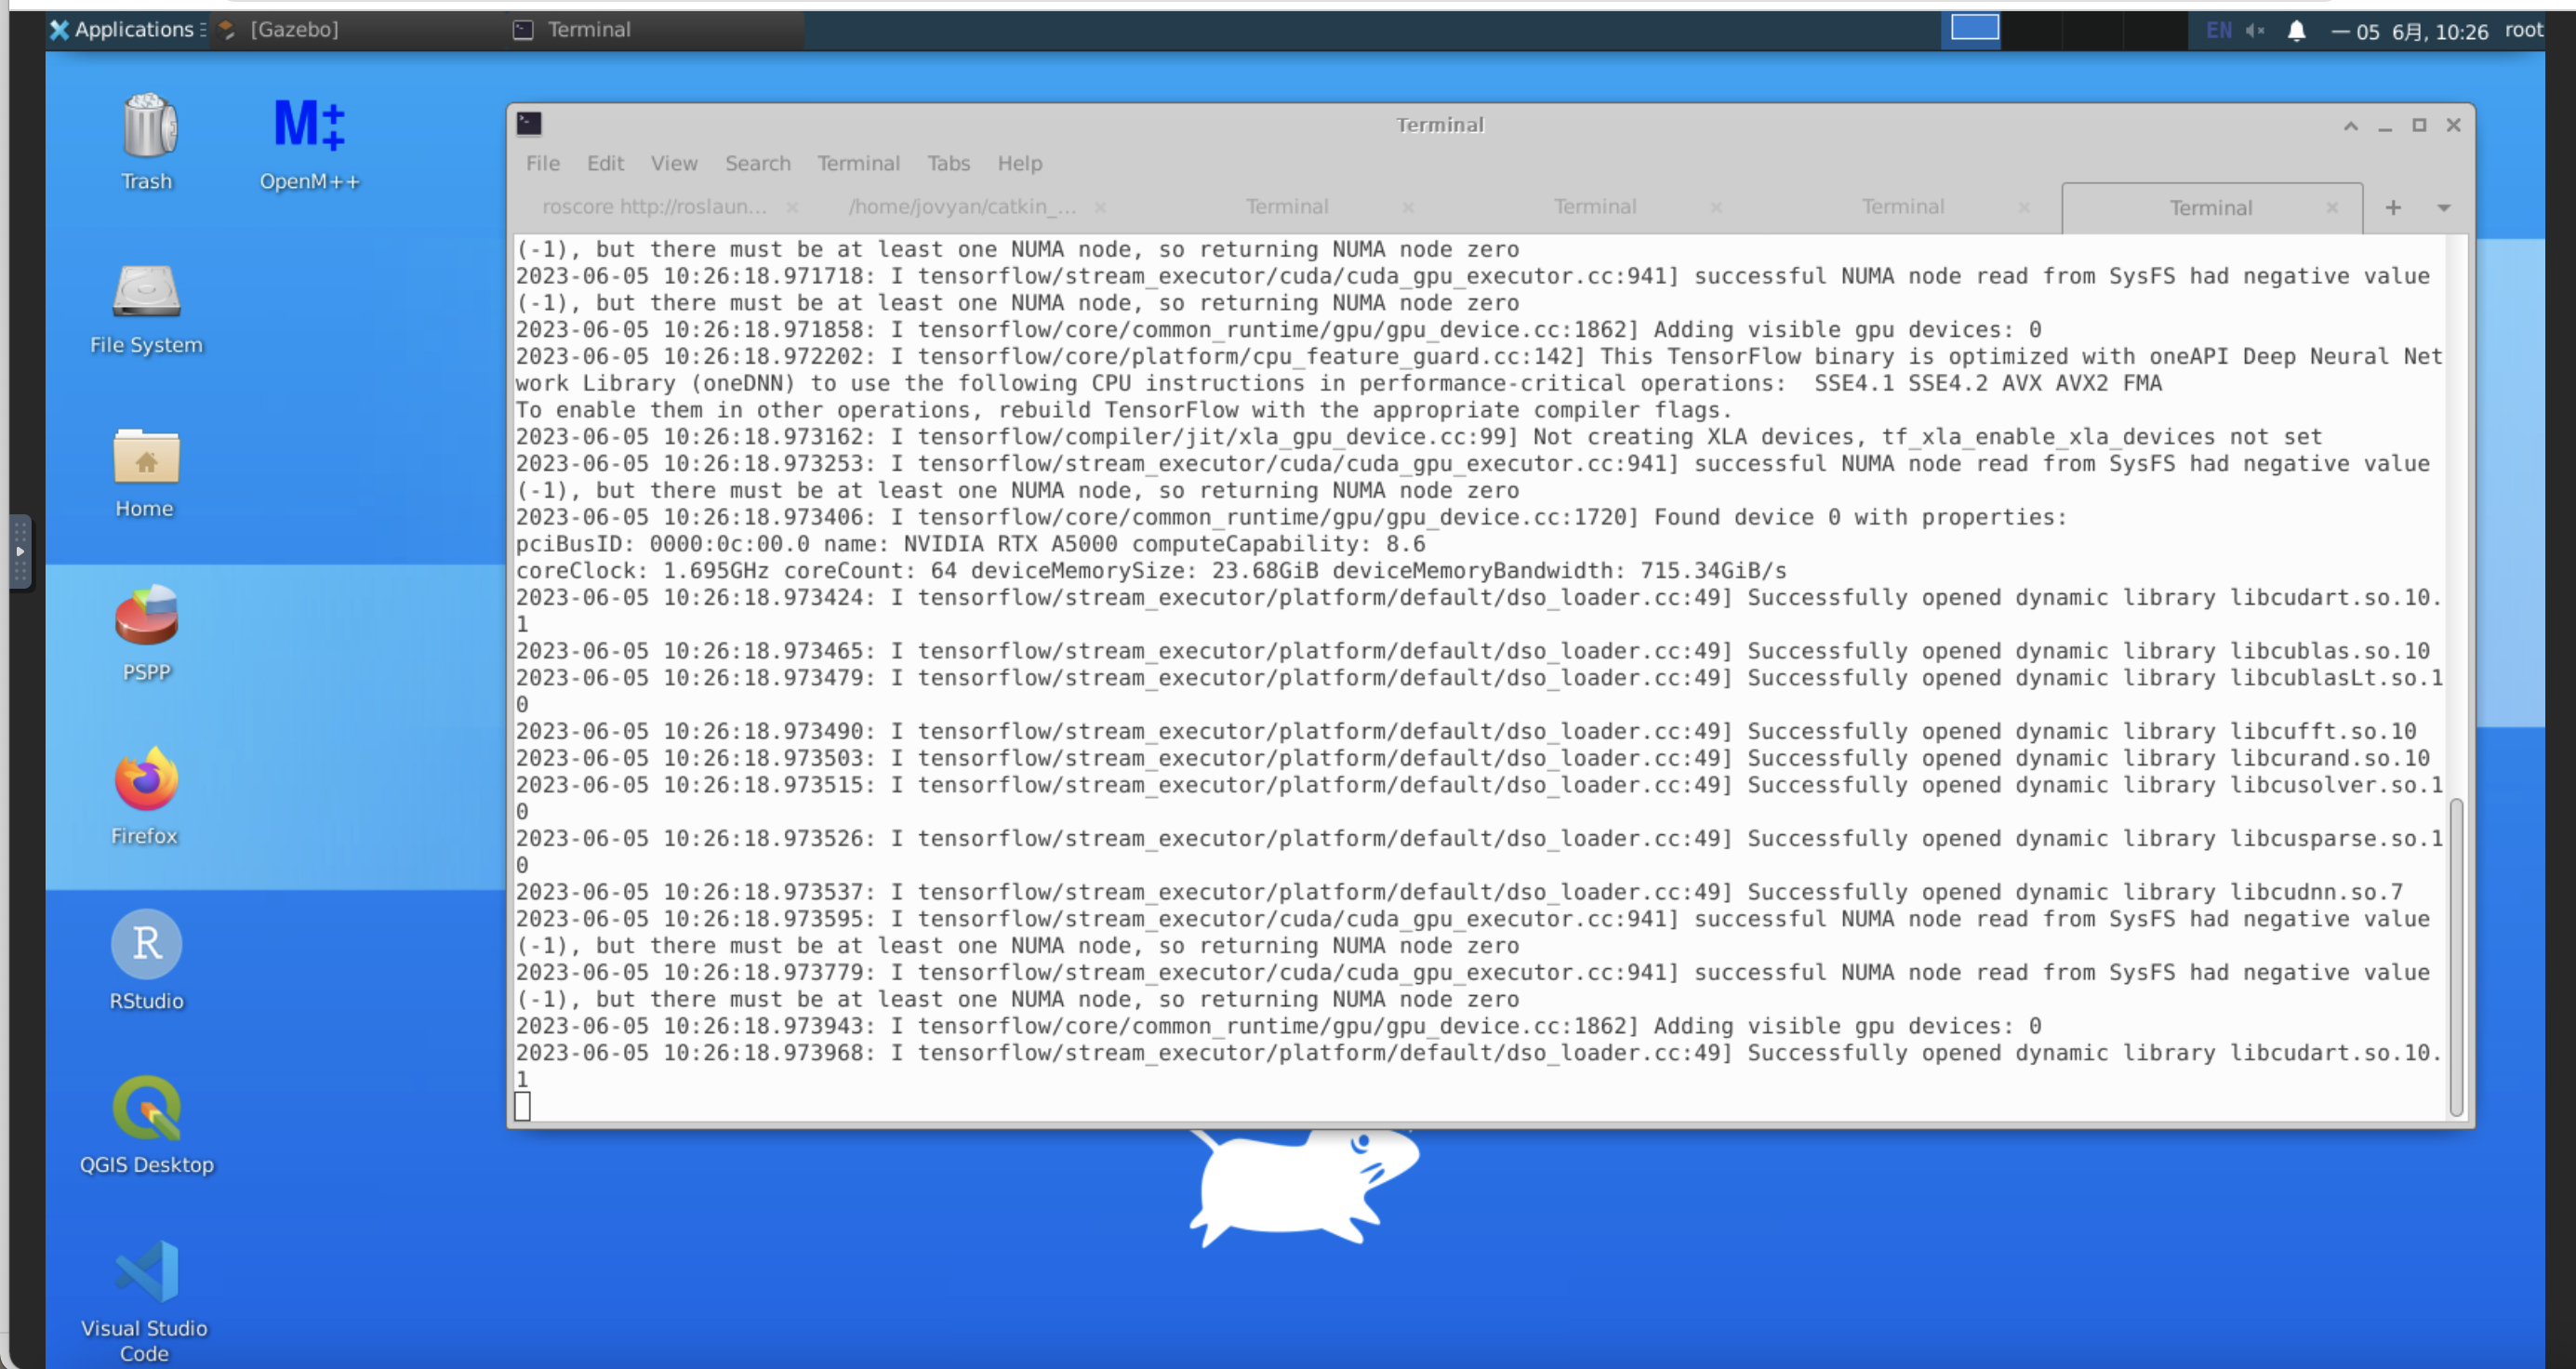 Applications
[Gazebo]
Terminal
EN
— 05 6月, 10:26 root
Trash
M‡
OpenM++
File System
Home
PSPP
Firefox
R
RStudio
QGIS Desktop
Visual Studio
Code
Terminal
File Edit View Search Terminal Tabs Help
roscore http://roslaun... /home/jovyan/catkin_... Terminal Terminal Terminal Terminal
(-1), but there must be at least one NUMA node, so returning NUMA node zero
2023-06-05 10:26:18.971718: I tensorflow/stream_executor/cuda/cuda_gpu_executor.cc:941] successful NUMA node read from SysFS had negative value
(-1), but there must be at least one NUMA node, so returning NUMA node zero
2023-06-05 10:26:18.971858: I tensorflow/core/common_runtime/gpu/gpu_device.cc:1862] Adding visible gpu devices: 0
2023-06-05 10:26:18.972202: I tensorflow/core/platform/cpu_feature_guard.cc:142] This TensorFlow binary is optimized with oneAPI Deep Neural Net
work Library (oneDNN) to use the following CPU instructions in performance-critical operations:  SSE4.1 SSE4.2 AVX AVX2 FMA
To enable them in other operations, rebuild TensorFlow with the appropriate compiler flags.
2023-06-05 10:26:18.973162: I tensorflow/compiler/jit/xla_gpu_device.cc:99] Not creating XLA devices, tf_xla_enable_xla_devices not set
2023-06-05 10:26:18.973253: I tensorflow/stream_executor/cuda/cuda_gpu_executor.cc:941] successful NUMA node read from SysFS had negative value
(-1), but there must be at least one NUMA node, so returning NUMA node zero
2023-06-05 10:26:18.973406: I tensorflow/core/common_runtime/gpu/gpu_device.cc:1720] Found device 0 with properties:
pciBusID: 0000:0c:00.0 name: NVIDIA RTX A5000 computeCapability: 8.6
coreClock: 1.695GHz coreCount: 64 deviceMemorySize: 23.68GiB deviceMemoryBandwidth: 715.34GiB/s
2023-06-05 10:26:18.973424: I tensorflow/stream_executor/platform/default/dso_loader.cc:49] Successfully opened dynamic library libcudart.so.10.
1
2023-06-05 10:26:18.973465: I tensorflow/stream_executor/platform/default/dso_loader.cc:49] Successfully opened dynamic library libcublas.so.10
2023-06-05 10:26:18.973479: I tensorflow/stream_executor/platform/default/dso_loader.cc:49] Successfully opened dynamic library libcublasLt.so.1
0
2023-06-05 10:26:18.973490: I tensorflow/stream_executor/platform/default/dso_loader.cc:49] Successfully opened dynamic library libcufft.so.10
2023-06-05 10:26:18.973503: I tensorflow/stream_executor/platform/default/dso_loader.cc:49] Successfully opened dynamic library libcurand.so.10
2023-06-05 10:26:18.973515: I tensorflow/stream_executor/platform/default/dso_loader.cc:49] Successfully opened dynamic library libcusolver.so.1
0
2023-06-05 10:26:18.973526: I tensorflow/stream_executor/platform/default/dso_loader.cc:49] Successfully opened dynamic library libcusparse.so.1
0
2023-06-05 10:26:18.973537: I tensorflow/stream_executor/platform/default/dso_loader.cc:49] Successfully opened dynamic library libcudnn.so.7
2023-06-05 10:26:18.973595: I tensorflow/stream_executor/cuda/cuda_gpu_executor.cc:941] successful NUMA node read from SysFS had negative value
(-1), but there must be at least one NUMA node, so returning NUMA node zero
2023-06-05 10:26:18.973779: I tensorflow/stream_executor/cuda/cuda_gpu_executor.cc:941] successful NUMA node read from SysFS had negative value
(-1), but there must be at least one NUMA node, so returning NUMA node zero
2023-06-05 10:26:18.973943: I tensorflow/core/common_runtime/gpu/gpu_device.cc:1862] Adding visible gpu devices: 0
2023-06-05 10:26:18.973968: I tensorflow/stream_executor/platform/default/dso_loader.cc:49] Successfully opened dynamic library libcudart.so.10.
1